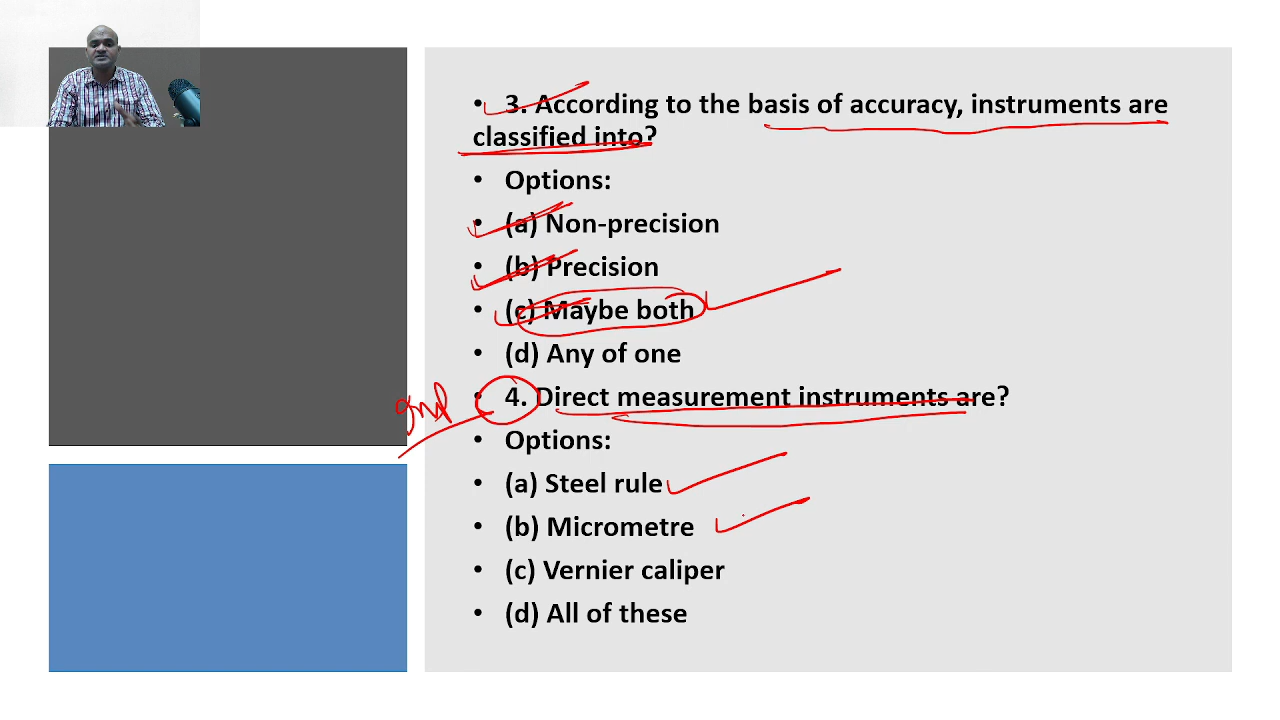 • 3. According to the basis of accuracy, instruments are
classified into?
• Options:
• (a) Non-precision
• (b) Precision
• (c) Maybe both
• (d) Any of one
• 4. Direct measurement instruments are?
• Options:
• (a) Steel rule
• (b) Micrometre
• (c) Vernier caliper
• (d) All of these